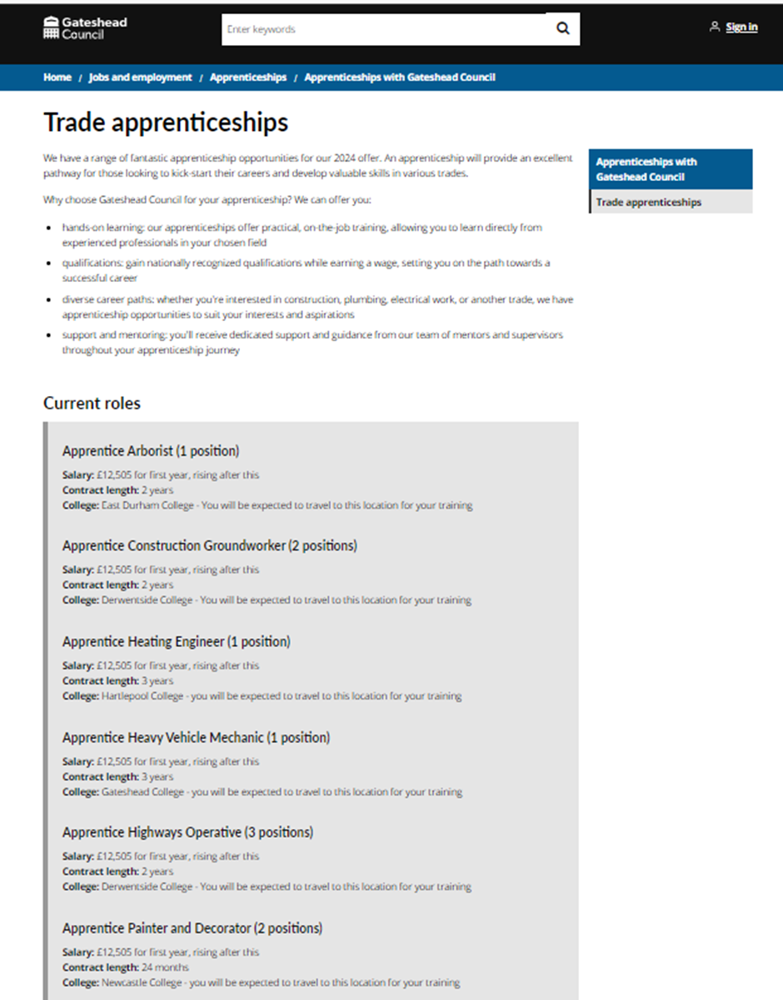 Gateshead
Council
Enter keywords
Sign in
Home / Jobs and employment / Apprenticeships / Apprenticeships with Gateshead Council
Trade apprenticeships
We have a range of fantastic apprenticeship opportunities for our 2024 offer. An apprenticeship will provide an excellent
pathway for those looking to kick-start their careers and develop valuable skills in various trades.
Why choose Gateshead Council for your apprenticeship? We can offer you:
• hands-on learning: our apprenticeships offer practical, on-the-job training, allowing you to learn directly from
experienced professionals in your chosen field
• qualifications: gain nationally recognized qualifications while earning a wage, setting you on the path towards a
successful career
• diverse career paths: whether you're interested in construction, plumbing, electrical work, or another trade, we have
apprenticeship opportunities to suit your interests and aspirations
• support and mentoring: you'll receive dedicated support and guidance from our team of mentors and supervisors
throughout your apprenticeship journey
Apprenticeships with
Gateshead Council
Trade apprenticeships
Current roles
Apprentice Arborist (1 position)
Salary: £12,505 for first year, rising after this
Contract length: 2 years
College: East Durham College - You will be expected to travel to this location for your training
Apprentice Construction Groundworker (2 positions)
Salary: £12,505 for first year, rising after this
Contract length: 2 years
College: Derwentside College - You will be expected to travel to this location for your training
Apprentice Heating Engineer (1 position)
Salary: £12,505 for first year, rising after this
Contract length: 3 years
College: Hartlepool College - you will be expected to travel to this location for your training
Apprentice Heavy Vehicle Mechanic (1 position)
Salary: £12,505 for first year, rising after this
Contract length: 3 years
College: Gateshead College - you will be expected to travel to this location for your training
Apprentice Highways Operative (3 positions)
Salary: £12,505 for first year, rising after this
Contract length: 2 years
College: Derwentside College - You will be expected to travel to this location for your training
Apprentice Painter and Decorator (2 positions)
Salary: £12,505 for first year, rising after this
Contract length: 24 months
College: Newcastle College - you will be expected to travel to this location for your training